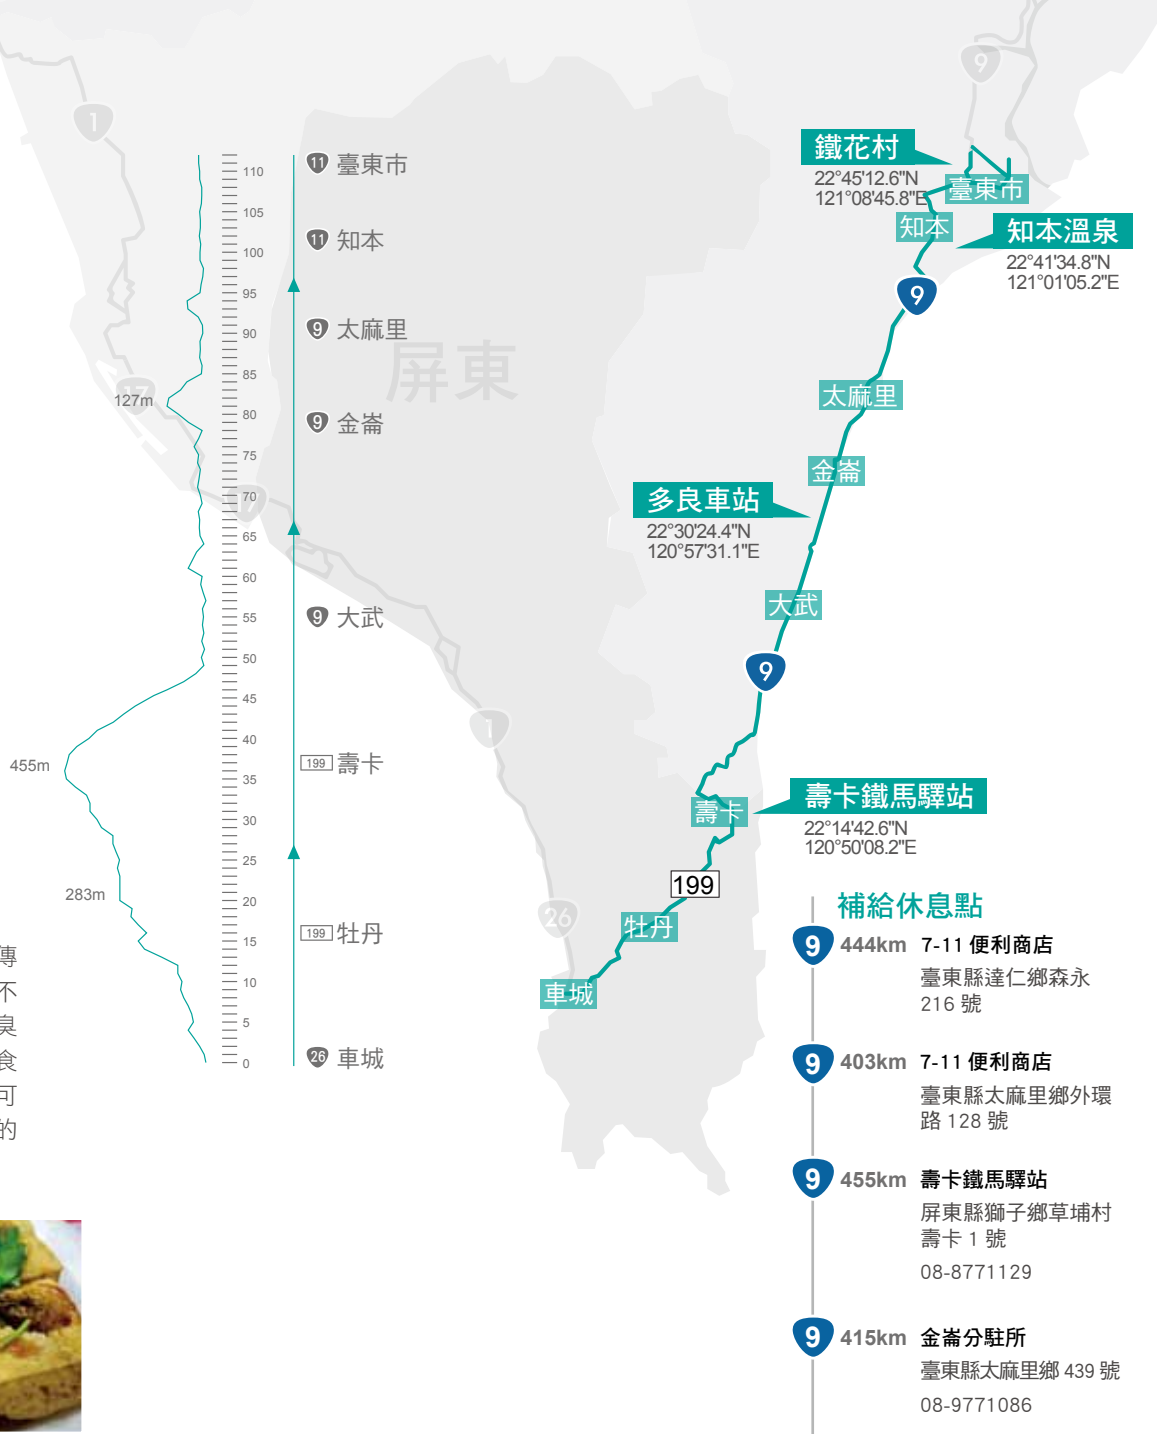 9
1
17
17
1
26
屏東
110
105
100
95
90
85
80
75
70
65
60
55
50
45
40
35
30
25
20
15
10
5
0
127m
455m
283m
11 臺東市
11 知本
9 太麻里
9 金崙
9 大武
199 壽卡
199 牡丹
26 車城
鐵花村
22°45'12.6"N
121°08'45.8"E
臺東市
知本
知本溫泉
22°41'34.8"N
121°01'05.2"E
9
太麻里
金崙
多良車站
22°30'24.4"N
120°57'31.1"E
大武
9
壽卡
壽卡鐵馬驛站
22°14'42.6"N
120°50'08.2"E
199
牡丹
車城
補給休息點
9 444km 7-11 便利商店
臺東縣達仁鄉森永
216 號
9 403km 7-11 便利商店
臺東縣太麻里鄉外環
路 128 號
9 455km 壽卡鐵馬驛站
屏東縣獅子鄉草埔村
壽卡 1 號
08-8771129
9 415km 金崙分駐所
臺東縣太麻里鄉 439 號
08-9771086
傳
不
臭
食
可
的